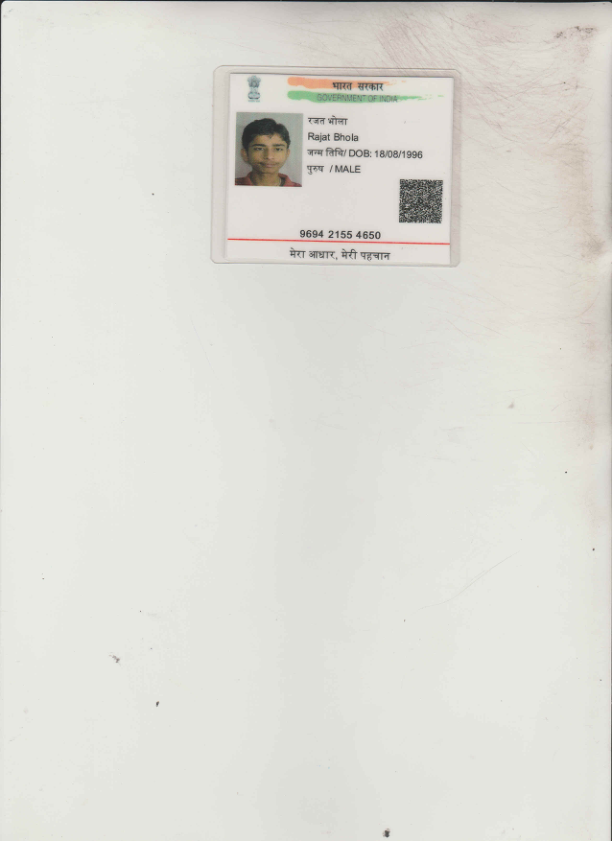 भारत सरकार
GOVERNMENT OF INDIA
रजत भोला
Rajat Bhola
जन्म तिथि/ DOB: 18/08/1996
पुरुष / MALE
9694 2155 4650
मेरा आधार, मेरी पहचान